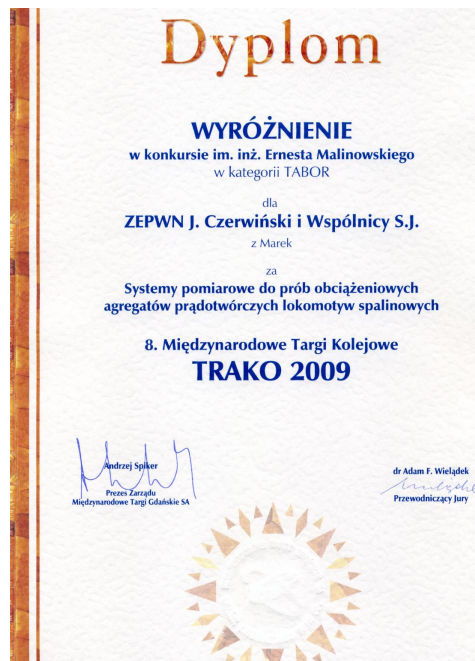 Dyplom
WYRÓŻNIENIE
w konkursie im. inż. Ernesta Malinowskiego
w kategorii TABOR
dla
ZEPWN J. Czerwiński i Wspólnicy S.J.
z Marek
za
Systemy pomiarowe do prób obciążeniowych
agregatów prądotwórczych lokomotyw spalinowych
8. Międzynarodowe Targi Kolejowe
TRAKO 2009
Andrzej Spiker
Prezes Zarządu
Międzynarodowe Targi Gdańskie SA
dr Adam F. Wielądek
Przewodniczący Jury